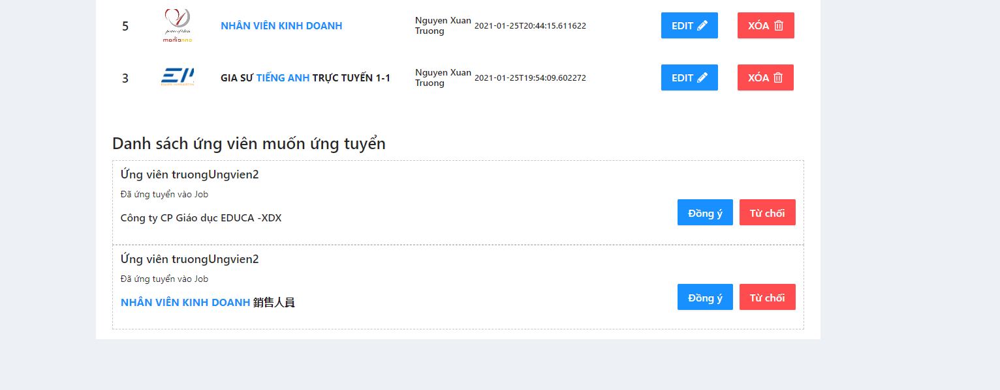 5
NHÂN VIÊN KINH DOANH
Nguyen Xuan
Truong
2021-01-25T20:44:15.611622
EDIT
XÓA
3
GIA SƯ TIẾNG ANH TRỰC TUYẾN 1-1
Nguyen Xuan
Truong
2021-01-25T19:54:09.602272
EDIT
XÓA
Danh sách ứng viên muốn ứng tuyển
Ứng viên truongUngvien2
Đã ứng tuyển vào Job
Công ty CP Giáo dục EDUCA -XDX
Đồng ý
Từ chối
Ứng viên truongUngvien2
Đã ứng tuyển vào Job
NHÂN VIÊN KINH DOANH 銷售人員
Đồng ý
Từ chối